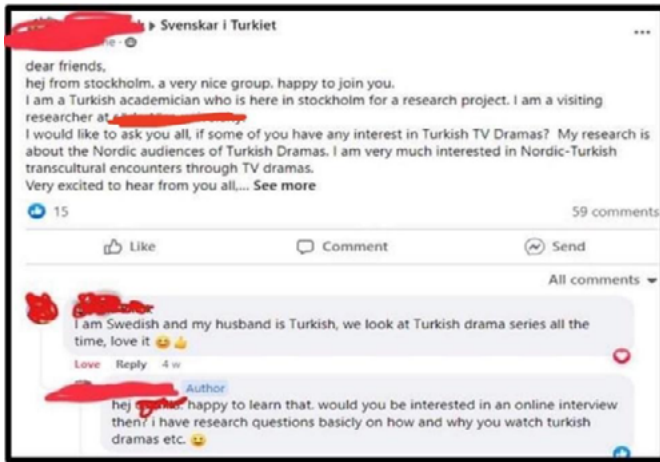 Svenskar i Turkiet
dear friends,
hej from stockholm. a very nice group. happy to join you.
I am a Turkish academician who is here in stockholm for a research project. I am a visiting
researcher at
I would like to ask you all, if some of you have any interest in Turkish TV Dramas? My research is
about the Nordic audiences of Turkish Dramas. I am very much interested in Nordic-Turkish
transcultural encounters through TV dramas.
Very excited to hear from you all,... See more
15 59 comments
Like Comment Send
All comments
I am Swedish and my husband is Turkish, we look at Turkish drama series all the
time, love it
Love Reply 4 w
Author
hej happy to learn that. would you be interested in an online interview
then? i have research questions basicly on how and why you watch turkish
dramas etc.